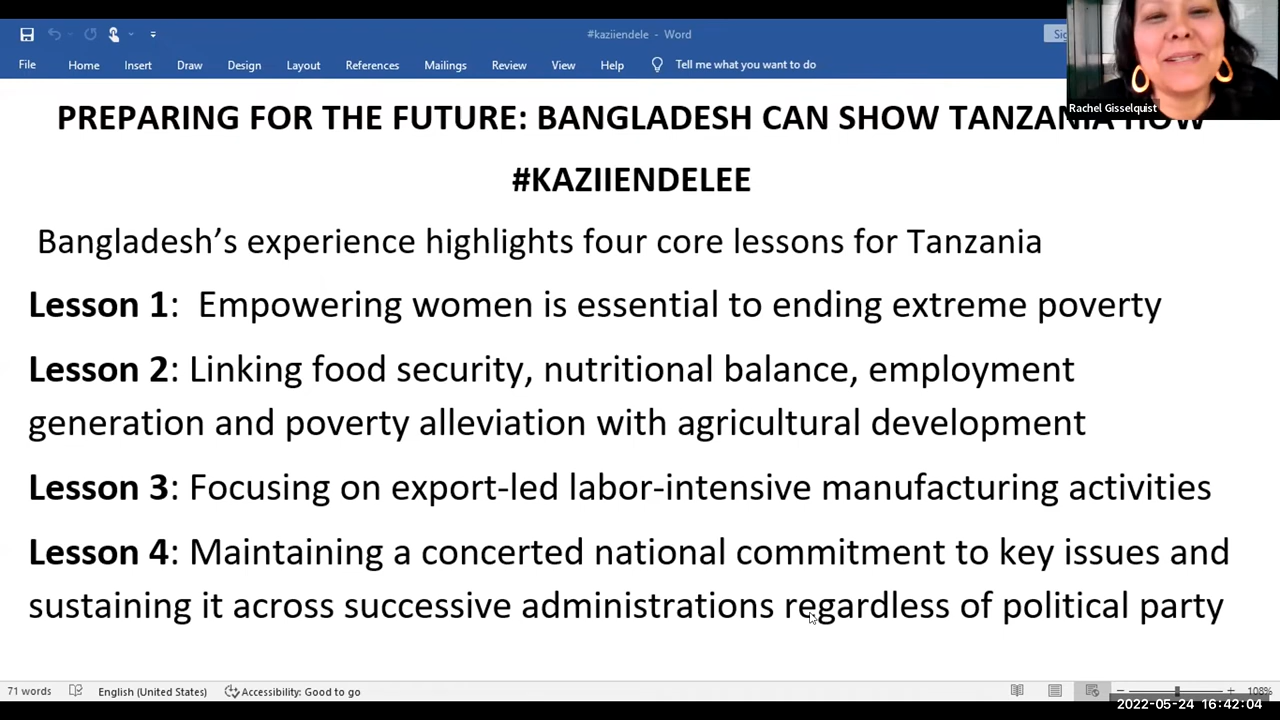 #kaziiendele - Word
File Home Insert Draw Design Layout References Mailings Review View Help Tell me what you want to do
Rachel Gisselquist
PREPARING FOR THE FUTURE: BANGLADESH CAN SHOW TANZANIA HOW
#KAZIIENDELEE
Bangladesh’s experience highlights four core lessons for Tanzania
Lesson 1: Empowering women is essential to ending extreme poverty
Lesson 2: Linking food security, nutritional balance, employment
generation and poverty alleviation with agricultural development
Lesson 3: Focusing on export-led labor-intensive manufacturing activities
Lesson 4: Maintaining a concerted national commitment to key issues and
sustaining it across successive administrations regardless of political party
71 words English (United States) Accessibility: Good to go 108%
2022-05-24 16:42:04